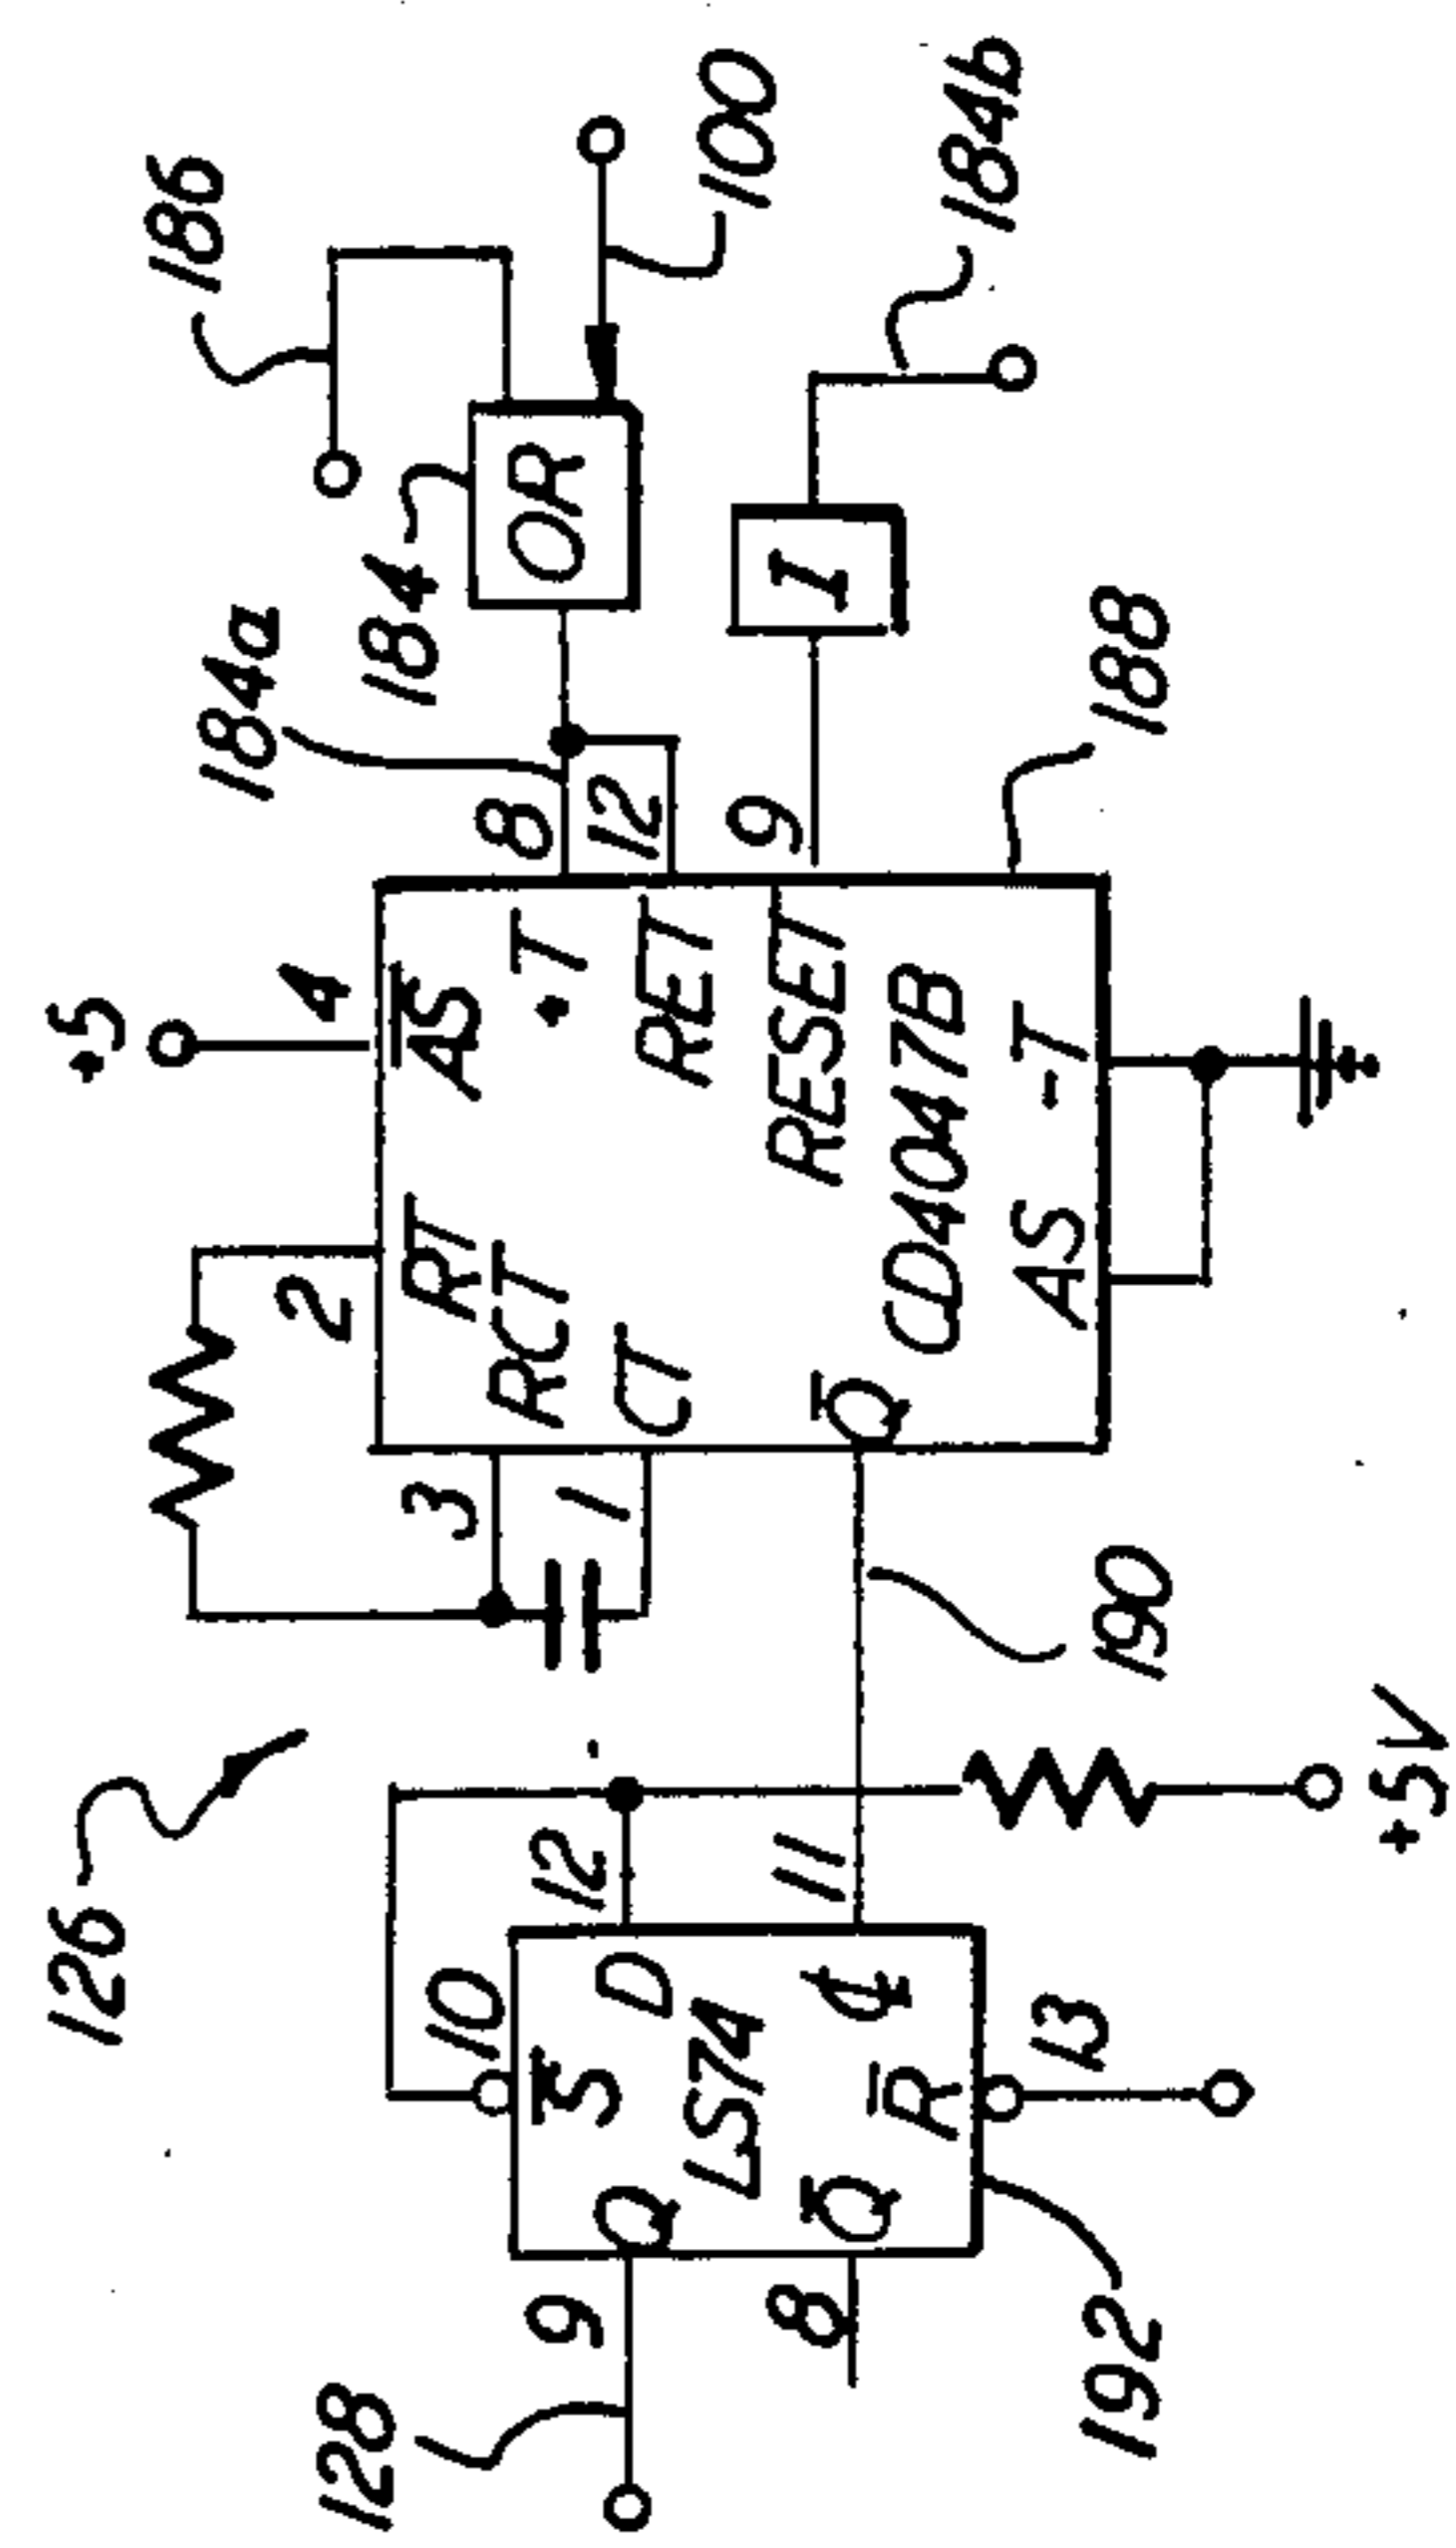 126
128
9
8
192
10
S̅
Q
D
LS74
Q̅
R̅
12
11
13
+5V
190
3
1
2
RT
RCT
CT
Q̅
CD4047B
AS
-T
+5
4
A̅S̅
+T
RET
RESET
8
12
9
188
184a
184
OR
I
186
100
184b